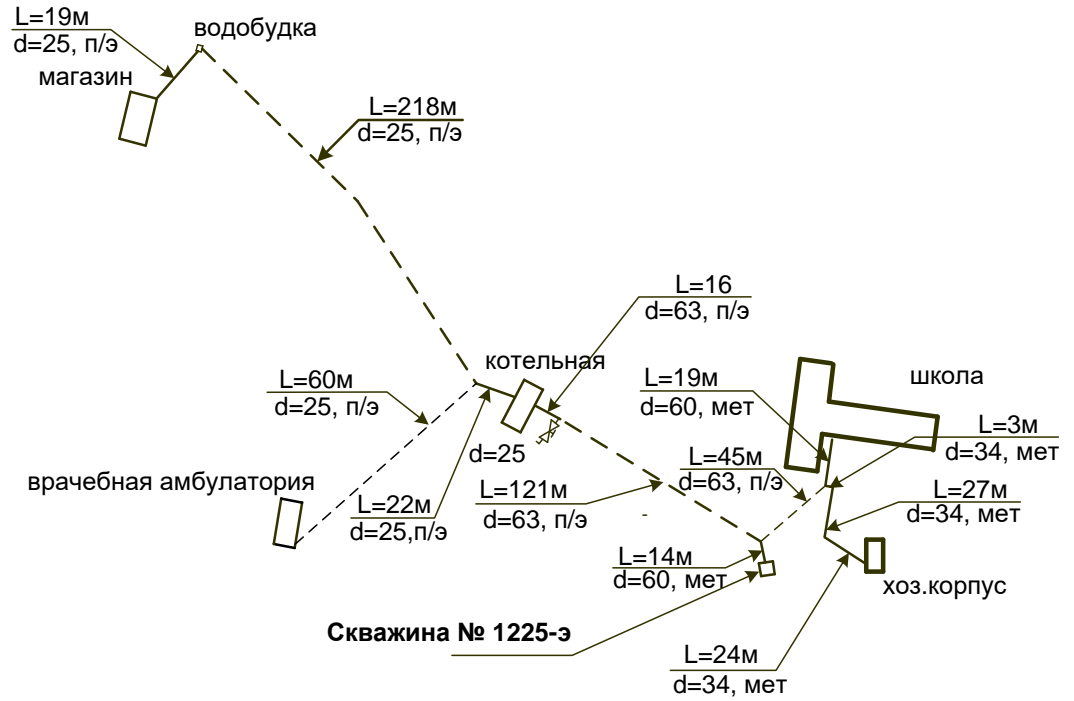 L=19м
d=25, п/э
водобудка
магазин
L=218м
d=25, п/э
L=16
d=63, п/э
котельная
L=60м
d=25, п/э
L=19м
d=60, мет
школа
L=3м
d=34, мет
d=25
L=45м
d=63, п/э
врачебная амбулатория
L=22м
d=25,п/э
L=121м
d=63, п/э
L=27м
d=34, мет
L=14м
d=60, мет
хоз.корпус
Скважина № 1225-э
L=24м
d=34, мет